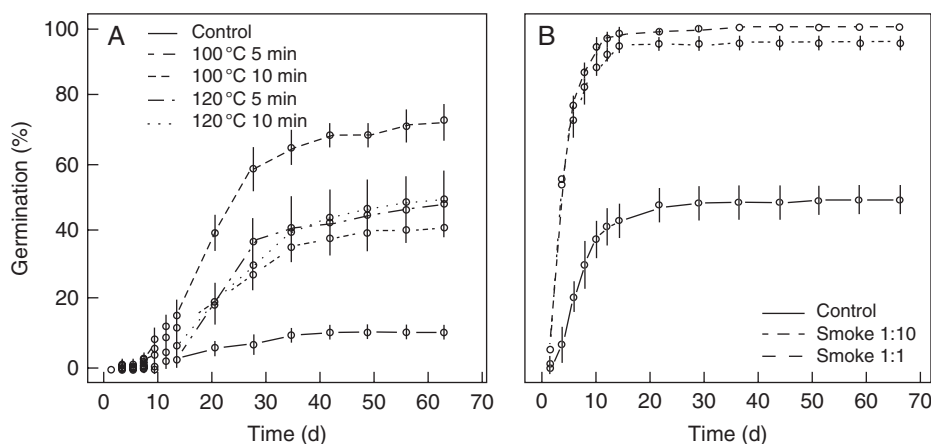 A
Control
100 °C 5 min
100 °C 10 min
120 °C 5 min
120 °C 10 min
Germination (%)
100
80
60
40
20
0
0 10 20 30 40 50 60 70
Time (d)
B
Control
Smoke 1:10
Smoke 1:1
0 10 20 30 40 50 60 70
Time (d)